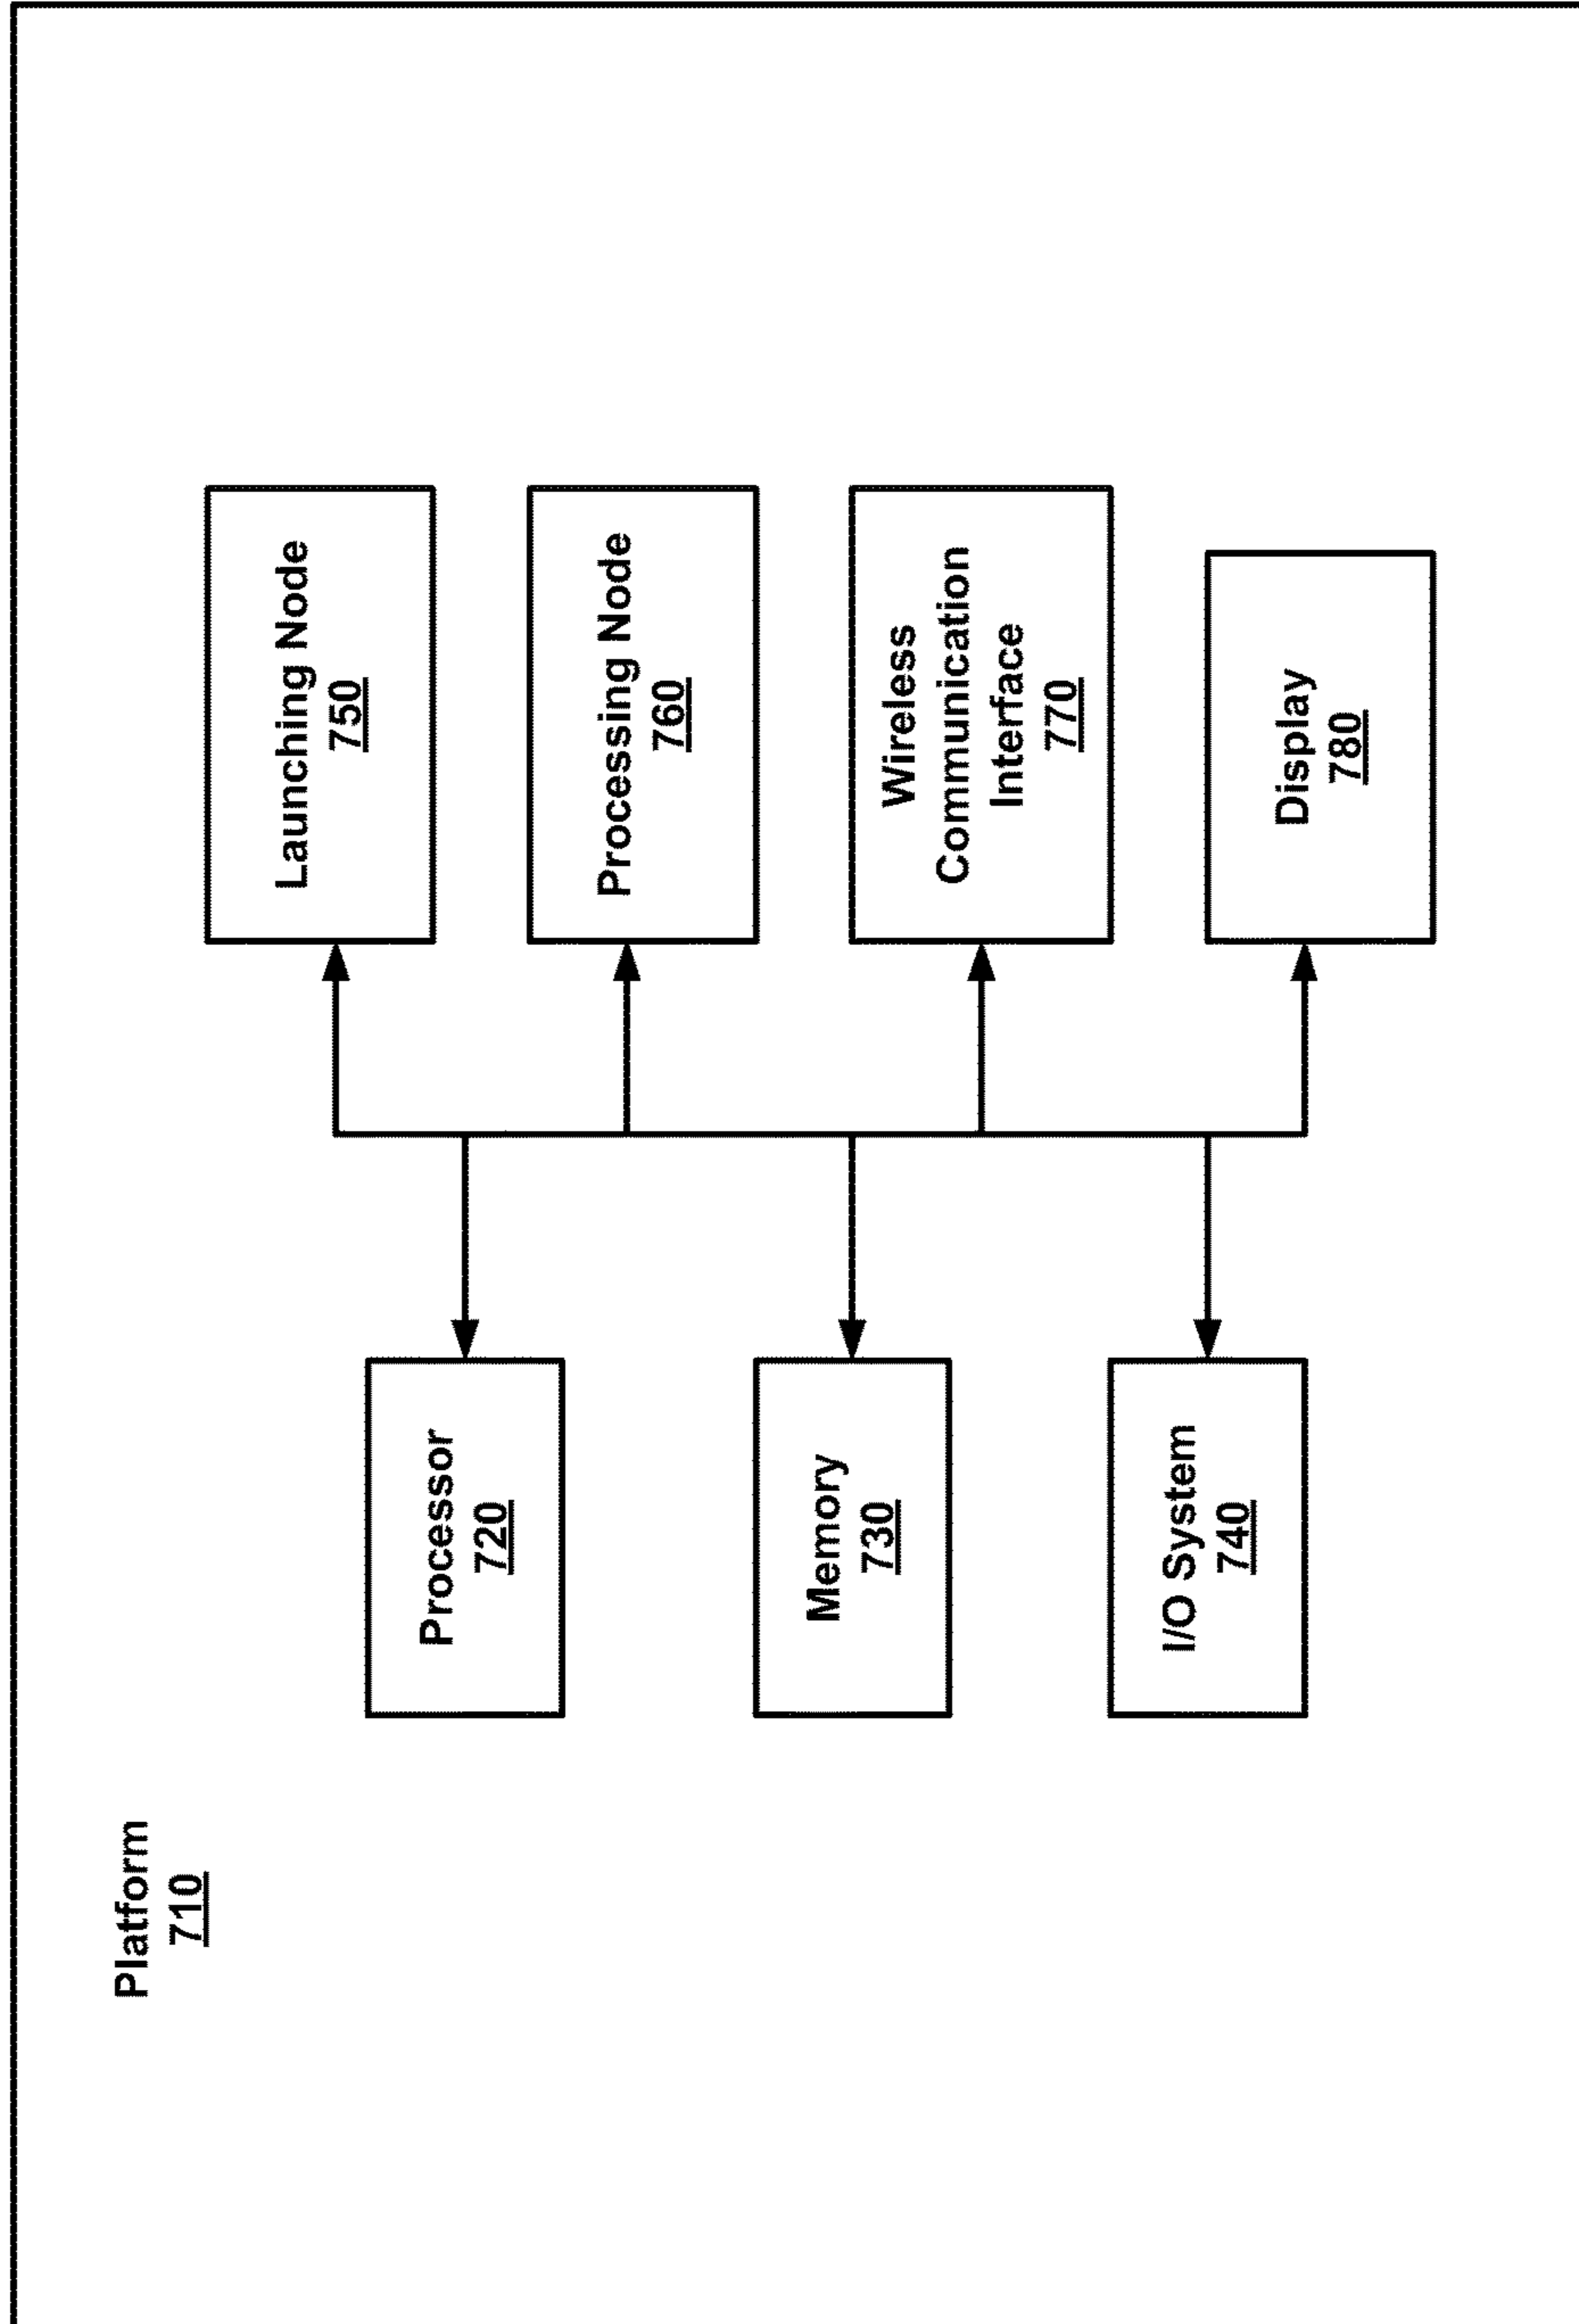 Platform
710
Processor
720
Memory
730
I/O System
740
Launching Node
750
Processing Node
760
Wireless
Communication
Interface
770
Display
780